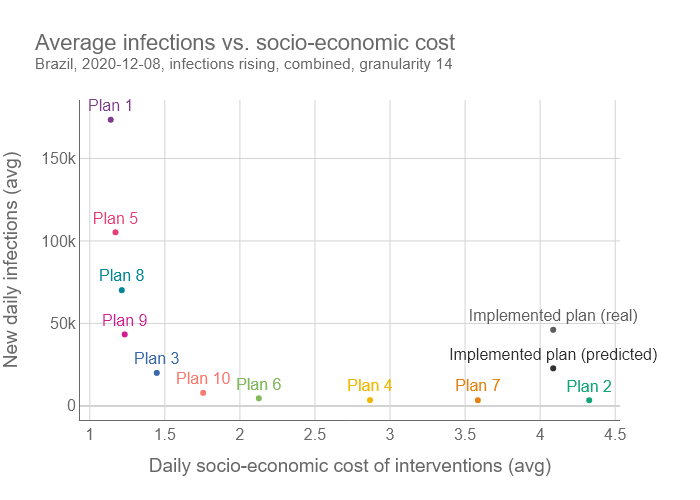 Average infections vs. socio-economic cost
Brazil, 2020-12-08, infections rising, combined, granularity 14
New daily infections (avg)
150k
100k
50k
0
Plan 1
Plan 5
Plan 8
Plan 9
Plan 3
Plan 10
Plan 6
Plan 4
Plan 7
Plan 2
Implemented plan (real)
Implemented plan (predicted)
1
1.5
2
2.5
3
3.5
4
4.5
Daily socio-economic cost of interventions (avg)